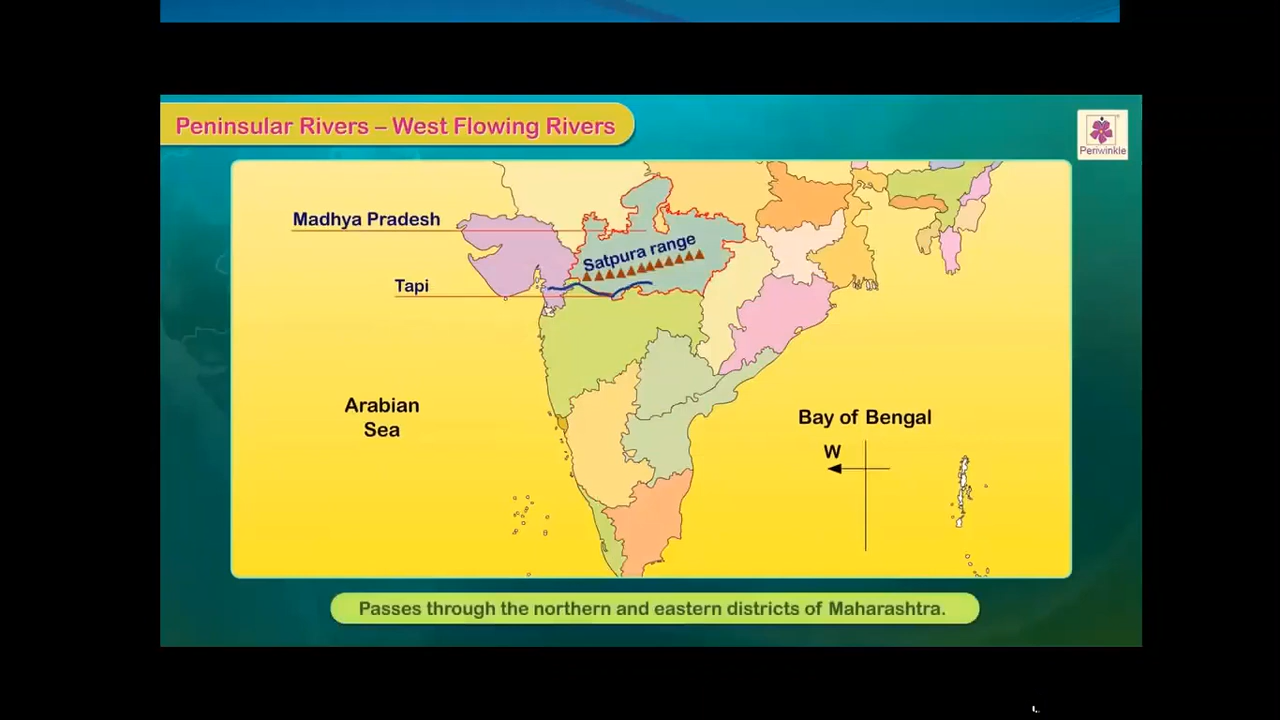 Peninsular Rivers – West Flowing Rivers
Periwinkle
Madhya Pradesh
Satpura range
Tapi
Arabian
Sea
Bay of Bengal
W
Passes through the northern and eastern districts of Maharashtra.